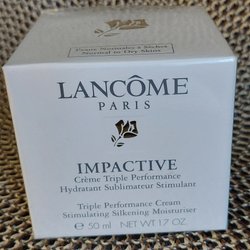 Peaux Normales à Sèches
Normal to Dry Skins
LANCÔME
PARIS
IMPACTIVE
Crème Triple Performance
Hydratant Sublimateur Stimulant
Triple Performance Cream
Stimulating Silkening Moisturiser
℮ 50 ml NET WT. 1.7 OZ.